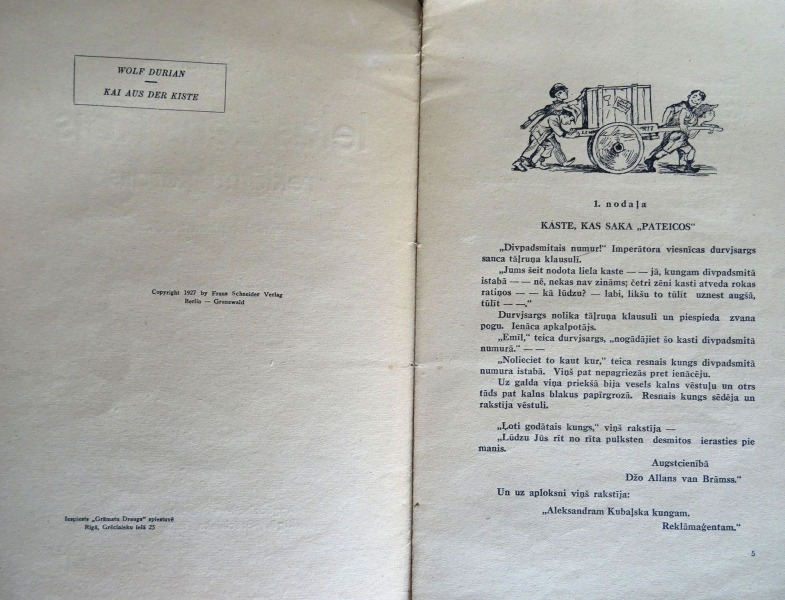 WOLF DURIAN
KAI AUS DER KISTE
Copyright 1927 by Franz Schneider Verlag
Berlin — Grunewald
Iespiests „Grāmatu Drauga" spiestuvē
Rīgā, Grēcinieku ielā 25
1. nodaļa
KASTE, KAS SAKA „PATEICOS"
„Divpadsmitais numur!" Imperātora viesnīcas durvjsargs
sauca tāļruņa klausulī.
„Jums šeit nodota liela kaste — — jā, kungam divpadsmitā
istabā — — nē, nekas nav zināms; četri zēni kasti atveda rokas
ratiņos — — kā lūdzu? — labi, likšu to tūlīt uznest augšā,
tūlīt — —."
Durvjsargs nolika tāļruņa klausuli un piespieda zvana
pogu. Ienāca apkalpotājs.
„Emīl," teica durvjsargs, „nogādājiet šo kasti divpadsmitā
numurā." — —
„Nolieciet to kaut kur," teica resnais kungs divpadsmitā
numura istabā. Viņš pat nepagriezās pret ienācēju.
Uz galda viņa priekšā bija vesels kalns vēstuļu un otrs
tāds pat kalns blakus papīrgrozā. Resnais kungs sēdēja un
rakstīja vēstuli.
„Ļoti godātais kungs," viņš rakstīja —
„Lūdzu Jūs rīt no rīta pulksten desmitos ierasties pie
manis.
Augstcienībā
Džo Allans van Brāmss."
Un uz aploksni viņš rakstīja:
„Aleksandram Kubaļska kungam.
Reklāmaģentam."
5